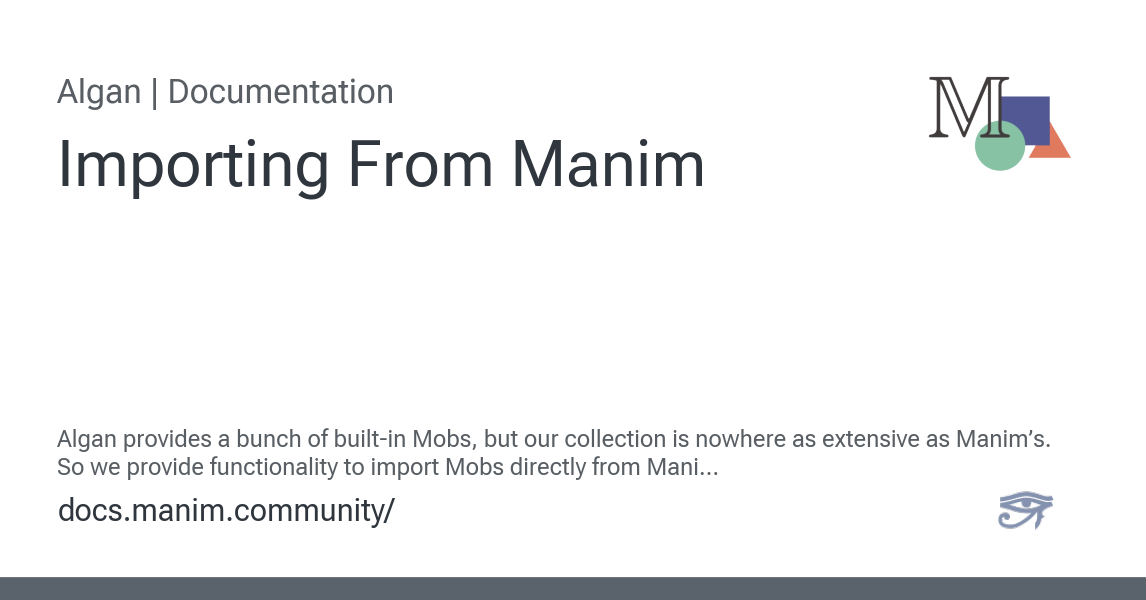 Algan | Documentation
Importing From Manim
M
Algan provides a bunch of built-in Mobs, but our collection is nowhere as extensive as Manim’s.
So we provide functionality to import Mobs directly from Mani...
docs.manim.community/